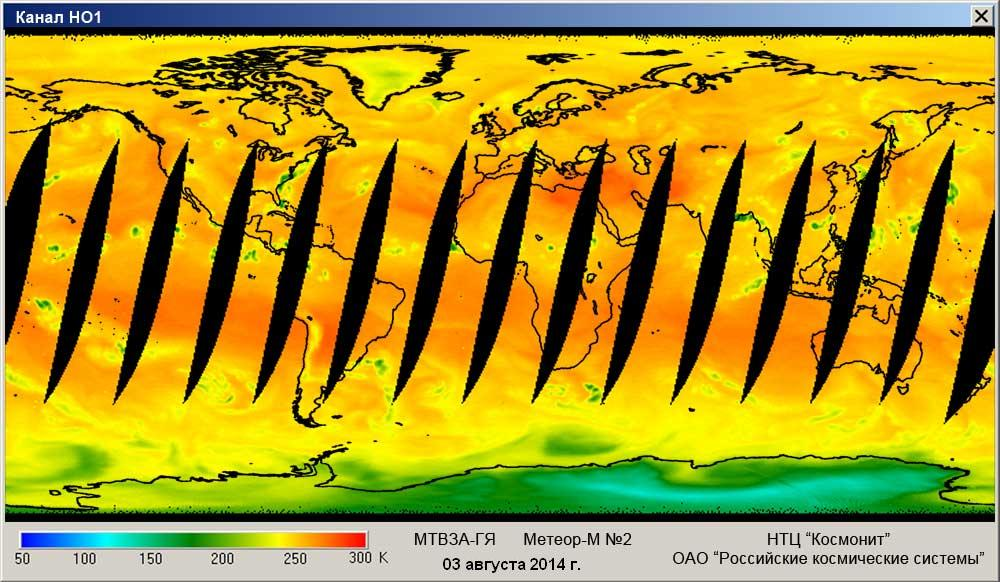 Канал НО1
50 100 150 200 250 300 K
МТВЗА-ГЯ Метеор-М №2
03 августа 2014 г.
НТЦ “Космонит”
ОАО “Российские космические системы”